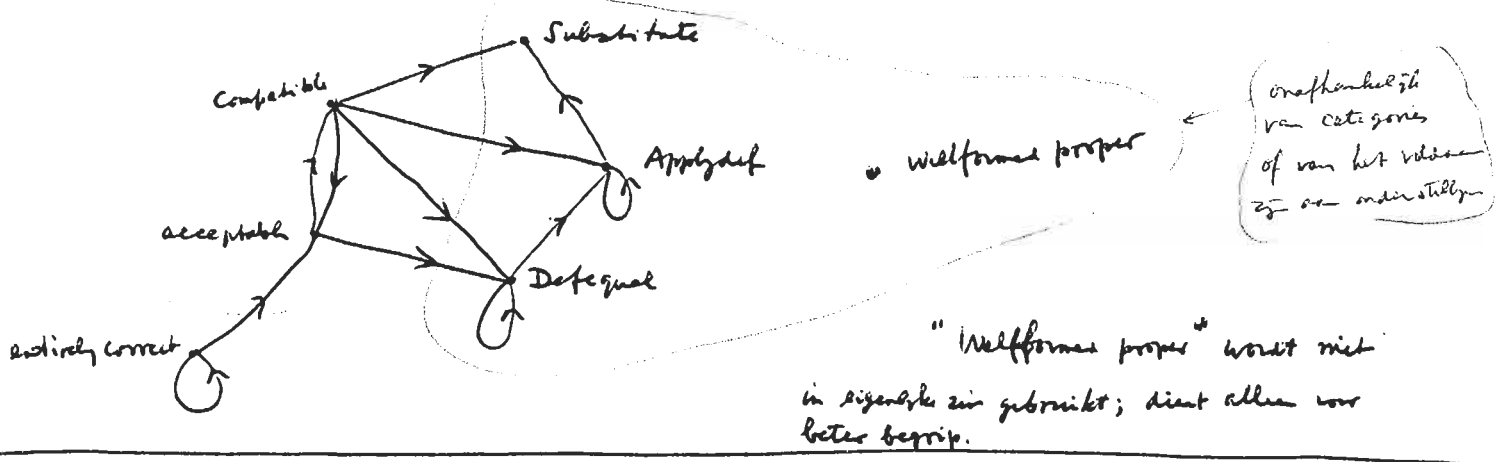 Substitute
Compatible
Applydef
Wellformed proper
acceptable
Defequal
entirely correct
onafhankelijk
van categories
of van het voldaan
zijn aan onderstellingen
"Wellformed proper" wordt niet
in eigenlijke zin gebruikt; dient alleen voor
beter begrip.